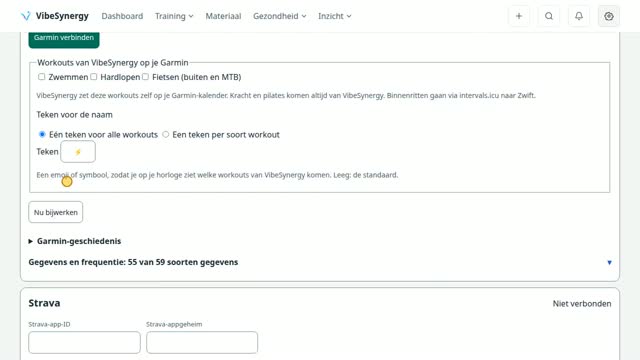 VibeSynergy Dashboard Training Materiaal Gezondheid Inzicht
Garmin verbinden
Workouts van VibeSynergy op je Garmin
Zwemmen Hardlopen Fietsen (buiten en MTB)
VibeSynergy zet deze workouts zelf op je Garmin-kalender. Kracht en pilates komen altijd van VibeSynergy. Binnenritten gaan via intervals.icu naar Zwift.
Teken voor de naam
Eén teken voor alle workouts Een teken per soort workout
Teken ⚡
Een emoji of symbool, zodat je op je horloge ziet welke workouts van VibeSynergy komen. Leeg: de standaard.
Nu bijwerken
Garmin-geschiedenis
Gegevens en frequentie: 55 van 59 soorten gegevens
Strava Niet verbonden
Strava-app-ID Strava-appgeheim